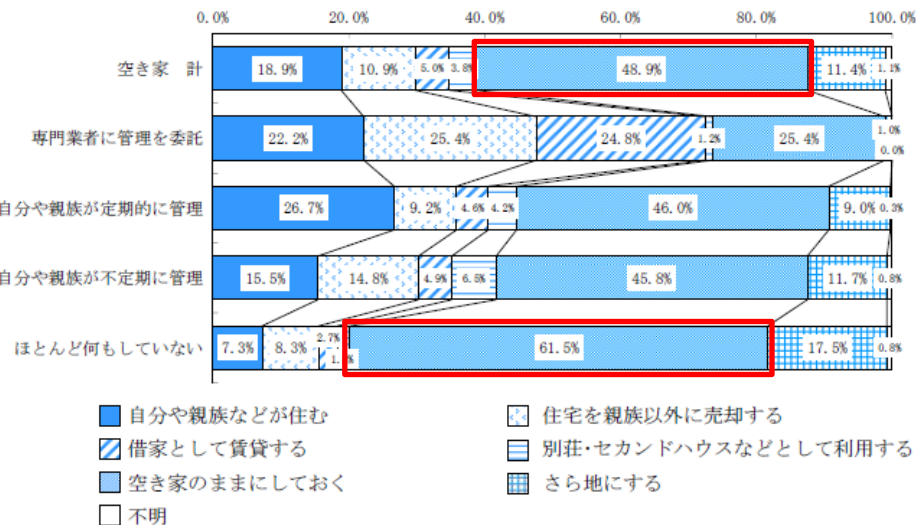 0.0% 20.0% 40.0% 60.0% 80.0% 100.0%
空き家 計 18.9% 10.9% 5.0% 3.8% 48.9% 11.4% 1.1%
専門業者に管理を委託 22.2% 25.4% 24.8% 1.2% 25.4% 1.0% 0.0%
自分や親族が定期的に管理 26.7% 9.2% 4.6% 4.2% 46.0% 9.0% 0.3%
自分や親族が不定期に管理 15.5% 14.8% 4.9% 6.5% 45.8% 11.7% 0.8%
ほとんど何もしていない 7.3% 8.3% 2.7% 61.5% 17.5% 0.8%
自分や親族などが住む
住宅を親族以外に売却する
借家として賃貸する
別荘・セカンドハウスなどとして利用する
空き家のままにしておく
さら地にする
不明